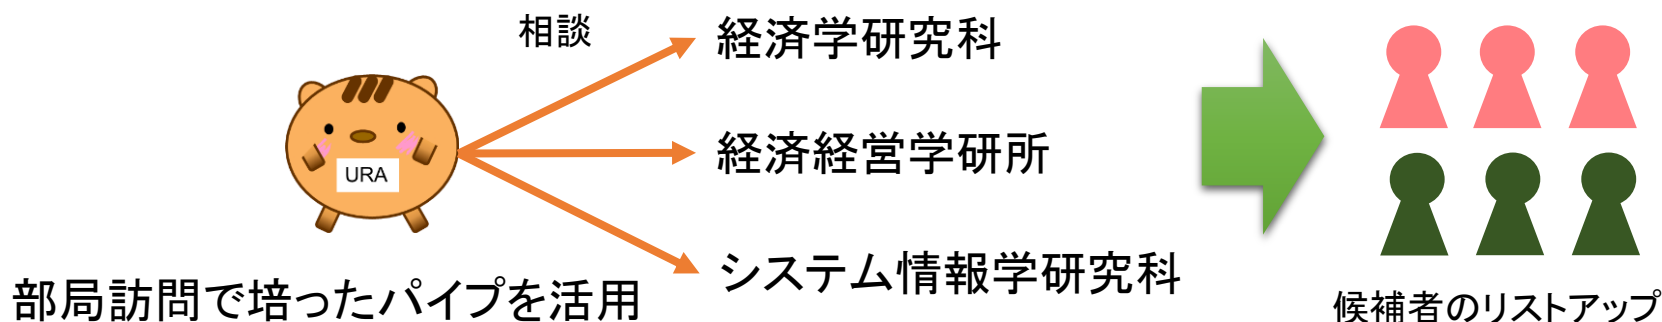 相談
経済学研究科
経済経営学研所
システム情報学研究科
URA
部局訪問で培ったパイプを活用
候補者のリストアップ